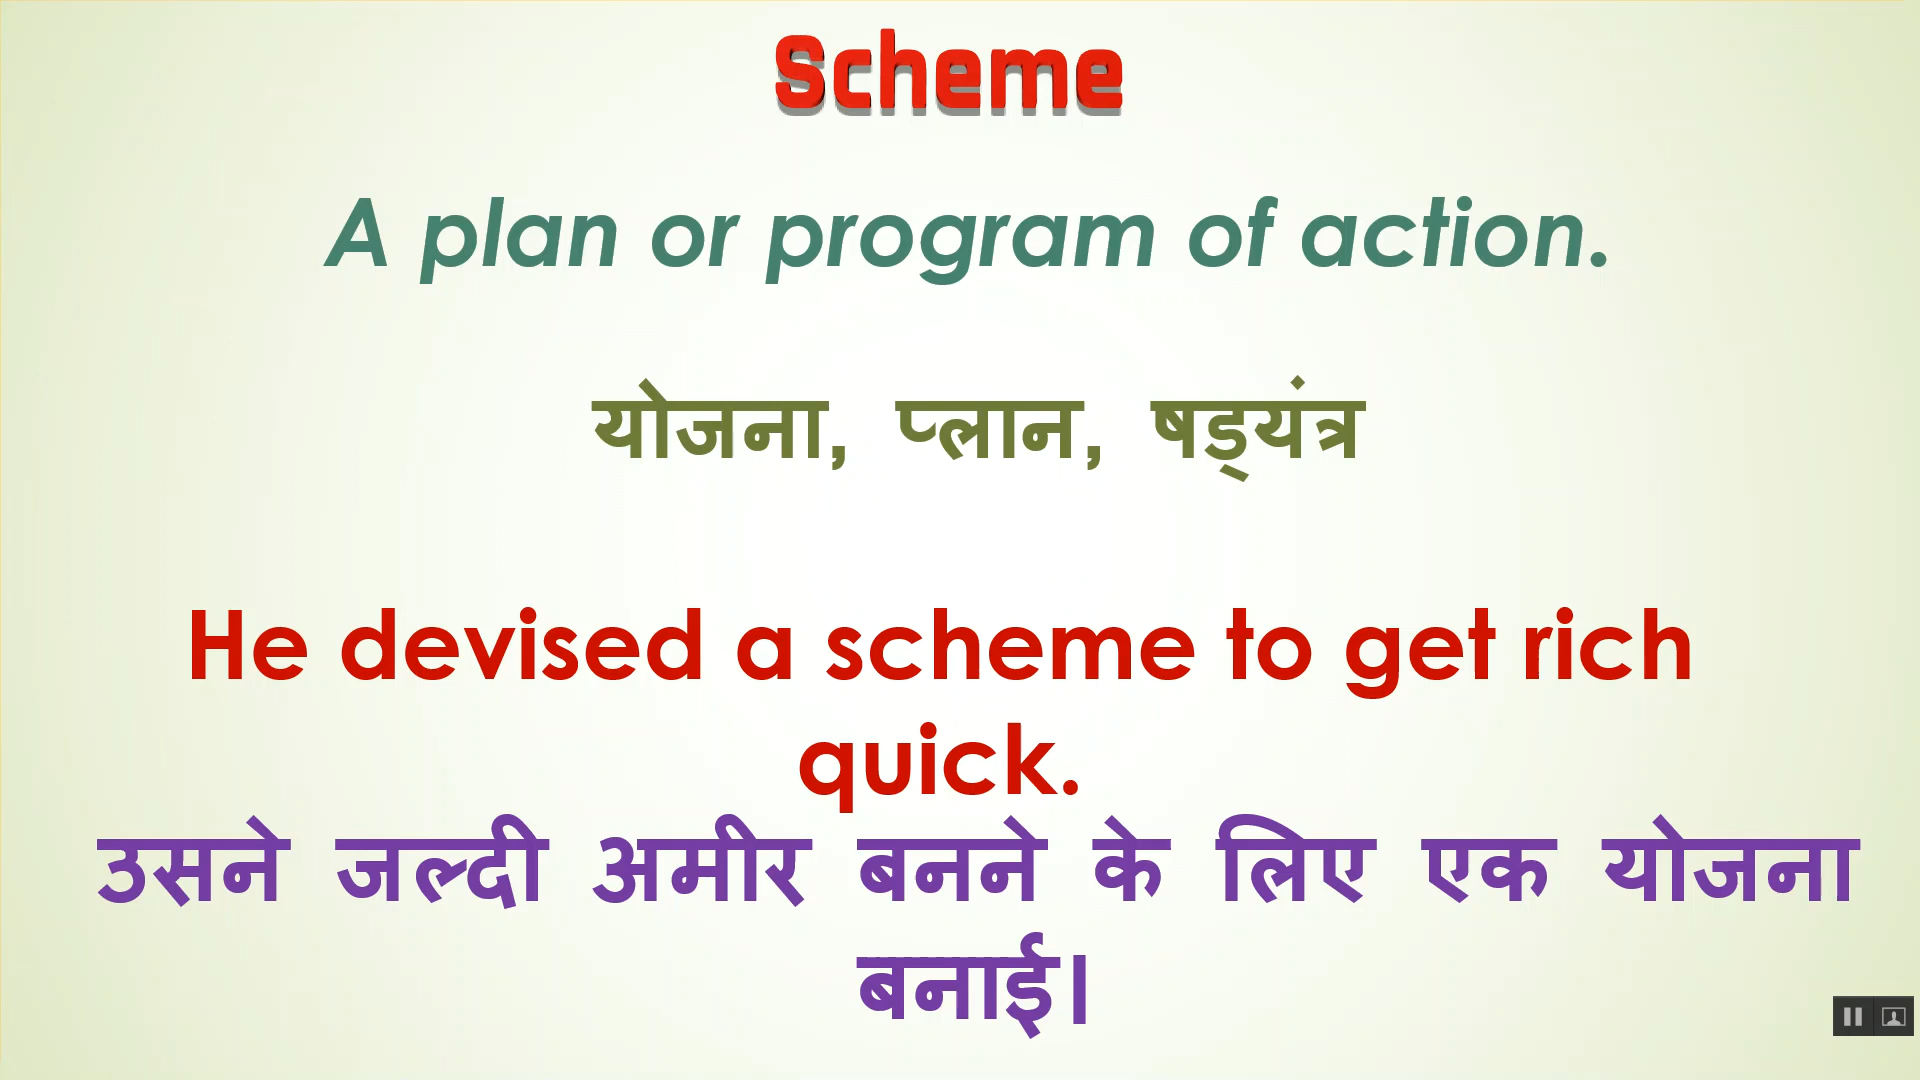 Scheme
A plan or program of action.
योजना, प्लान, षड्यंत्र
He devised a scheme to get rich
quick.
उसने जल्दी अमीर बनने के लिए एक योजना
बनाई।